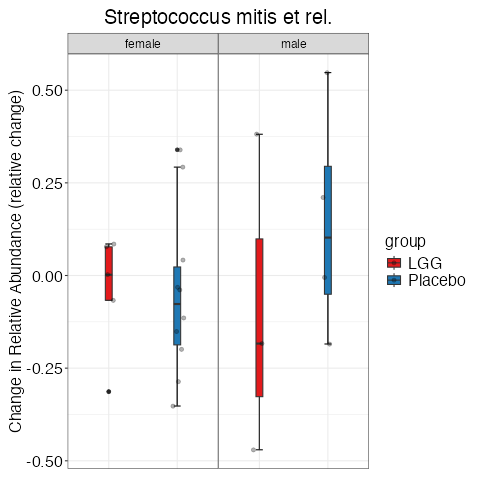 Streptococcus mitis et rel.
female
male
Change in Relative Abundance (relative change)
0.50
0.25
0.00
-0.25
-0.50
group
LGG
Placebo